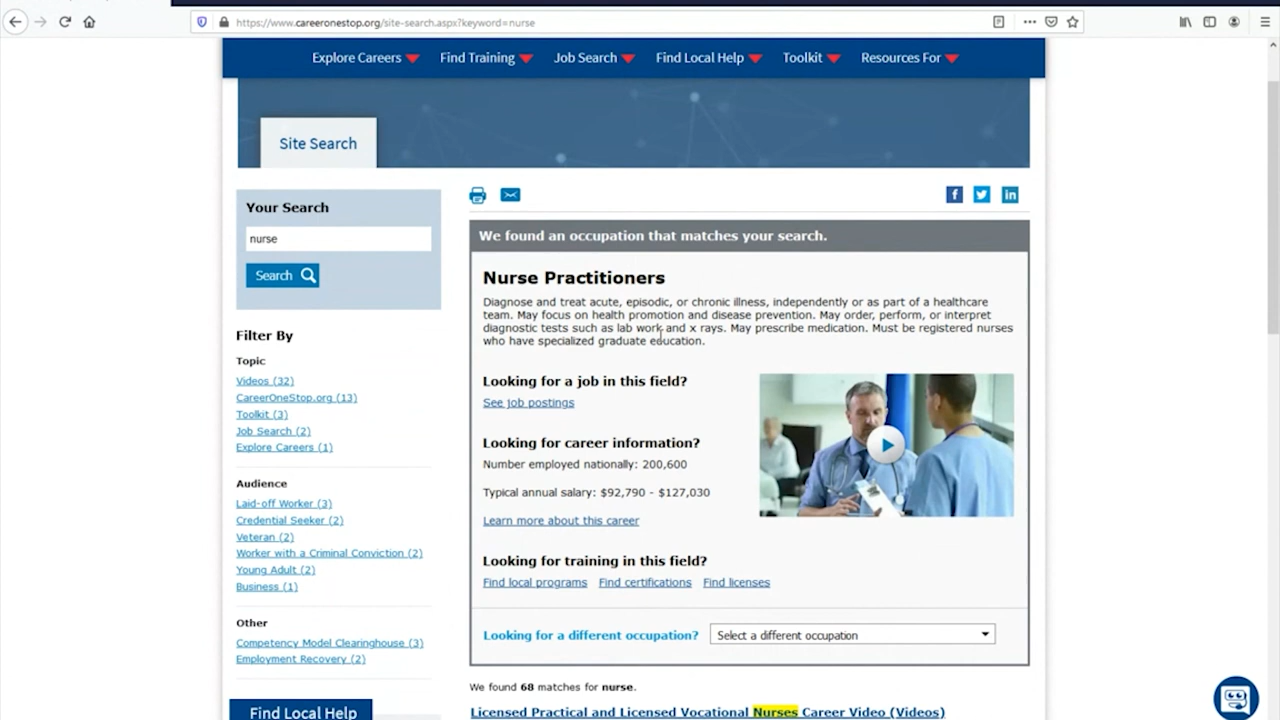 https://www.careeronestop.org/site-search.aspx?keyword=nurse
Explore Careers Find Training Job Search Find Local Help Toolkit Resources For
Site Search
Your Search
nurse
Search
Filter By
Topic
Videos (32)
CareerOneStop.org (13)
Toolkit (3)
Job Search (2)
Explore Careers (1)
Audience
Laid-off Worker (3)
Credential Seeker (2)
Veteran (2)
Worker with a Criminal Conviction (2)
Young Adult (2)
Business (1)
Other
Competency Model Clearinghouse (3)
Employment Recovery (2)
Find Local Help
We found an occupation that matches your search.
Nurse Practitioners
Diagnose and treat acute, episodic, or chronic illness, independently or as part of a healthcare
team. May focus on health promotion and disease prevention. May order, perform, or interpret
diagnostic tests such as lab work and x rays. May prescribe medication. Must be registered nurses
who have specialized graduate education.
Looking for a job in this field?
See job postings
Looking for career information?
Number employed nationally: 200,600
Typical annual salary: $92,790 - $127,030
Learn more about this career
Looking for training in this field?
Find local programs Find certifications Find licenses
Looking for a different occupation? Select a different occupation
We found 68 matches for nurse.
Licensed Practical and Licensed Vocational Nurses Career Video (Videos)